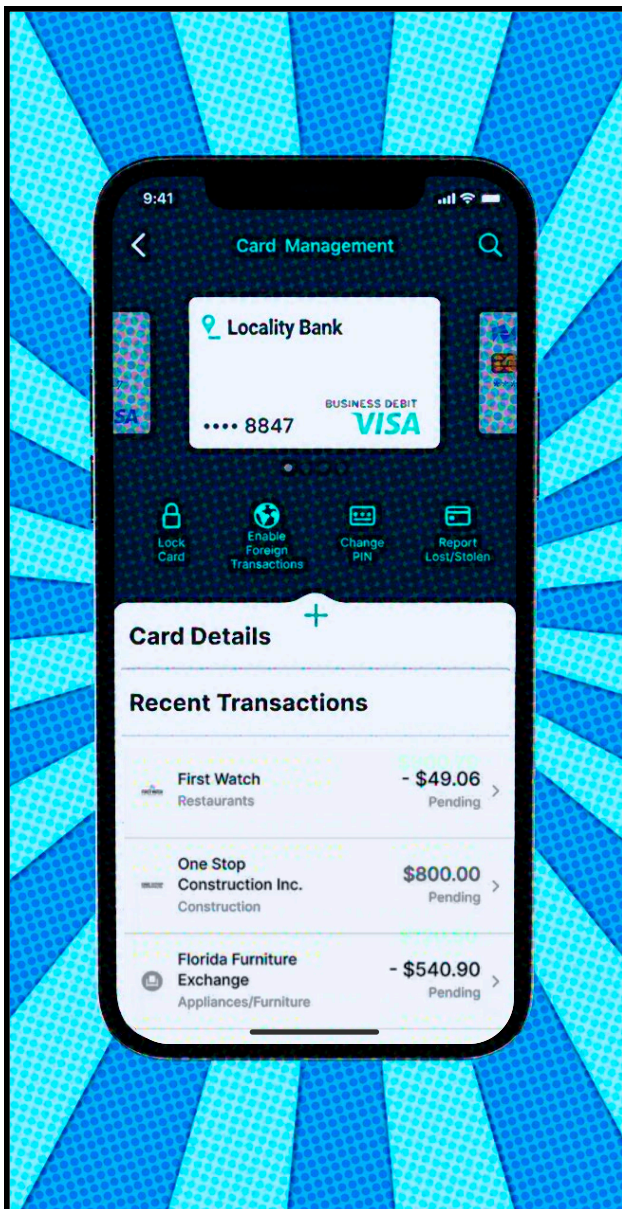 9:41
Card Management
Locality Bank
BUSINESS DEBIT
•••• 8847
VISA
Lock
Card
Enable
Foreign
Transactions
Change
PIN
Report
Lost/Stolen
Card Details
Recent Transactions
First Watch
- $49.06
Restaurants
Pending
One Stop
Construction Inc.
$800.00
Construction
Pending
Florida Furniture
Exchange
- $540.90
Appliances/Furniture
Pending